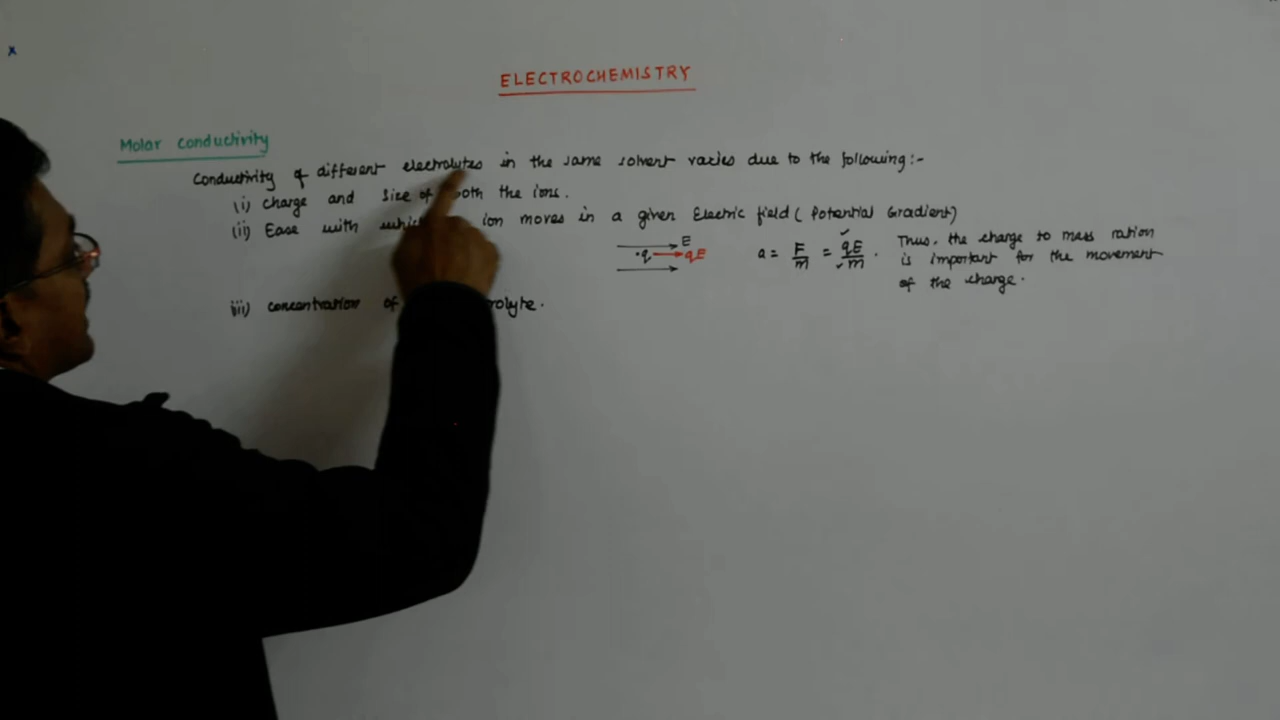 ELECTROCHEMISTRY
Molar Conductivity
Conductivity of different electrolytes in the same solvent varies due to the following:-
(i) Charge and size of both the ions.
(ii) Ease with which ion moves in a given Electric field ( Potential Gradient)
E
•q → qE
a = F/m = qE/m .
Thus, the charge to mass ration
is important for the movement
of the charge.
iii) concentration of